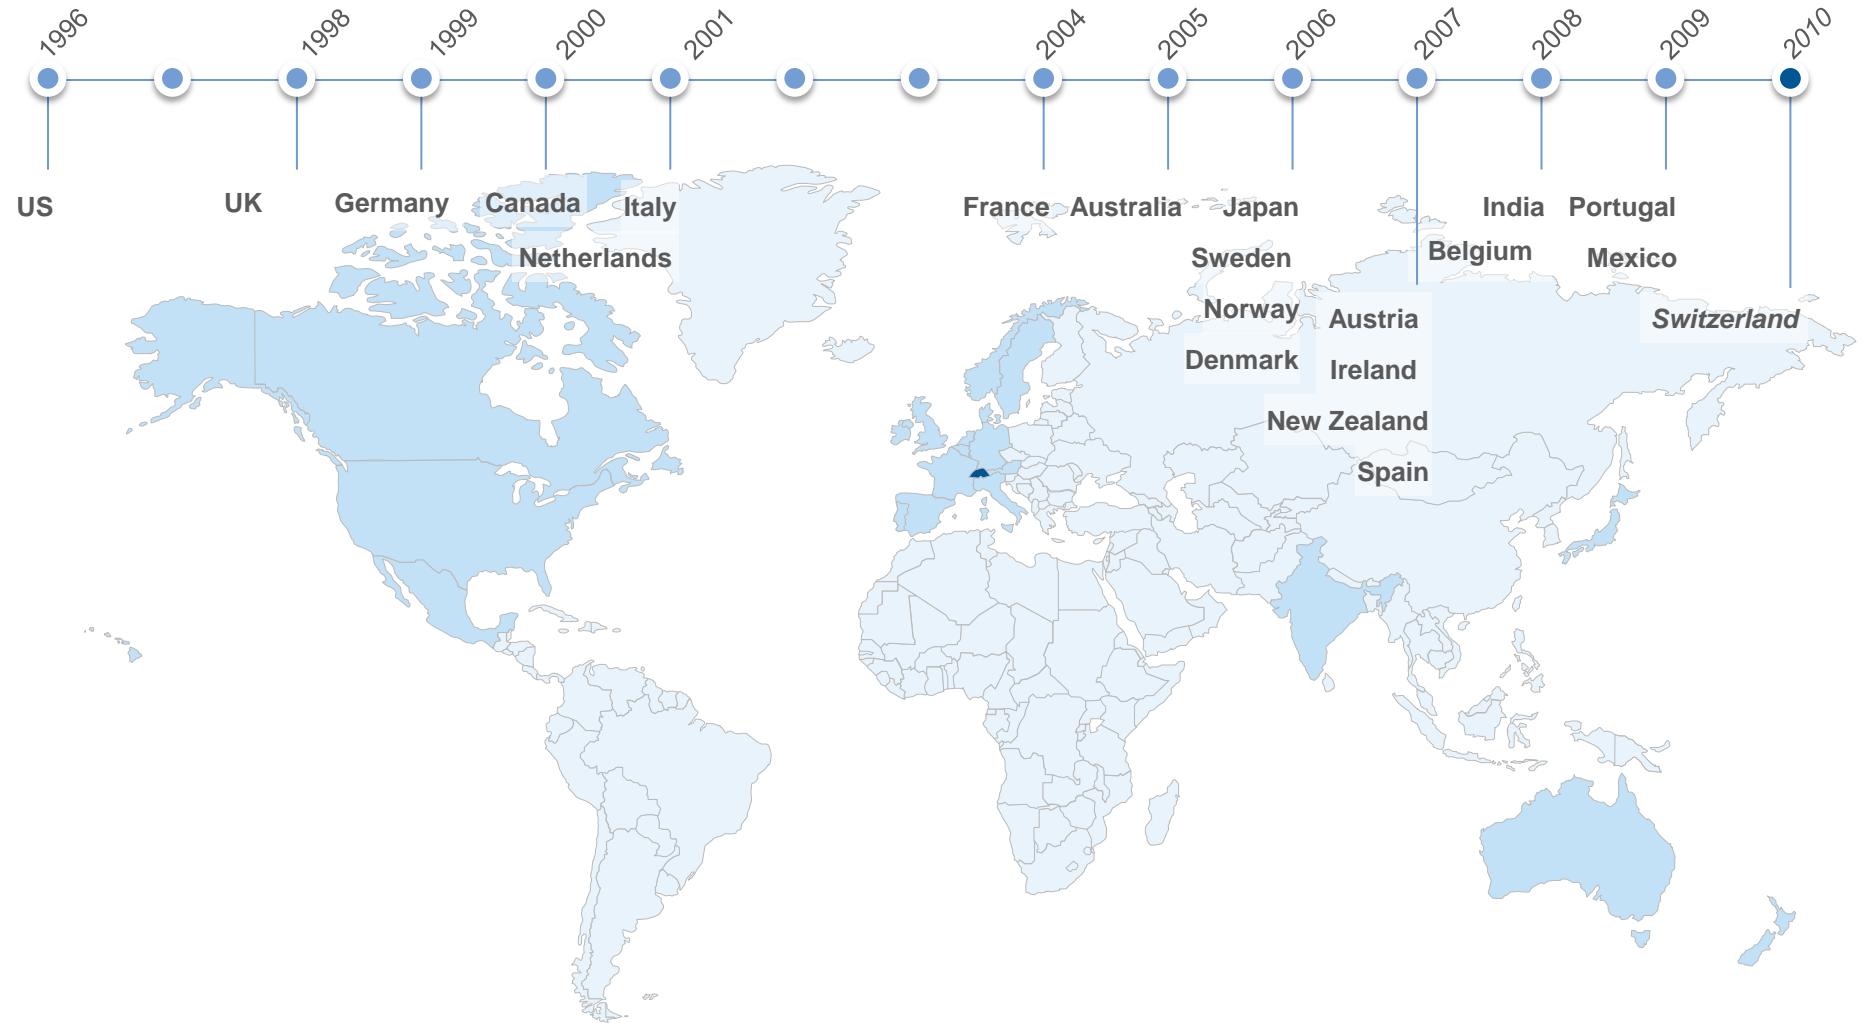 1996
1998
1999
2000
2001
2004
2005
2006
2007
2008
2009
2010
US
UK
Germany
Canada
Italy
Netherlands
France
Australia
Japan
Sweden
Norway
Denmark
Austria
Ireland
New Zealand
Spain
India
Belgium
Portugal
Mexico
Switzerland